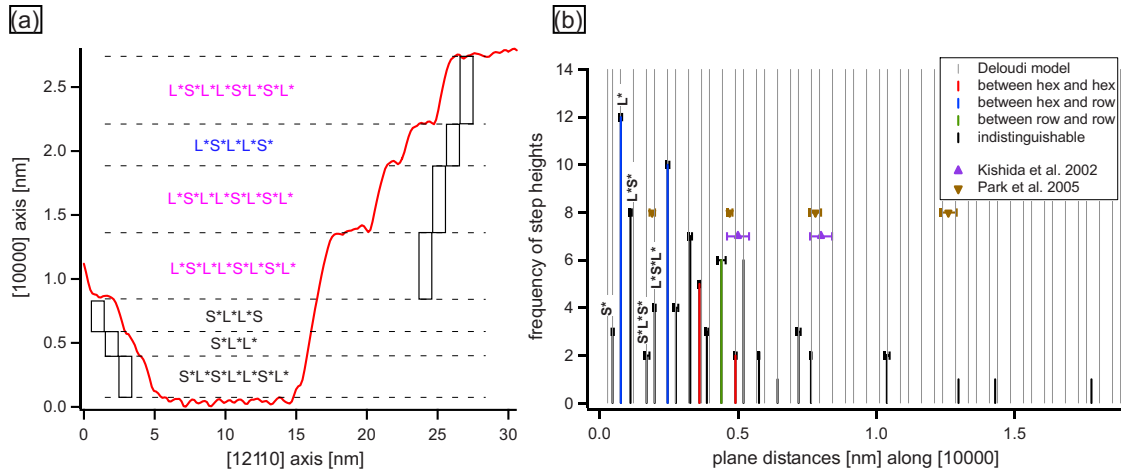 (a)
2.5
2.0
1.5
1.0
0.5
0.0
[10000] axis [nm]
L*S*L*L*S*L*S*L*
L*S*L*L*S*
L*S*L*L*S*L*S*L*
L*S*L*L*S*L*S*L*
S*L*L*S
S*L*L*
S*L*S*L*L*S*L*
0
5
10
15
20
25
30
[12110] axis [nm]
(b)
14
12
10
8
6
4
2
0
frequency of step heights
S*
L*
L*S*
S*L*S*
L*S*L*
Deloudi model
between hex and hex
between hex and row
between row and row
indistinguishable
Kishida et al. 2002
Park et al. 2005
0.0
0.5
1.0
1.5
plane distances [nm] along [10000]